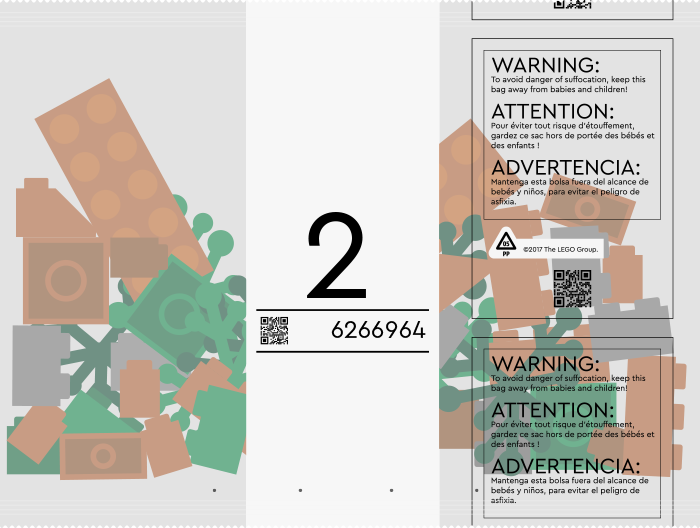 2
6266964
WARNING:
To avoid danger of suffocation, keep this
bag away from babies and children!
ATTENTION:
Pour éviter tout risque d'étouffement,
gardez ce sac hors de portée des bébés et
des enfants !
ADVERTENCIA:
Mantenga esta bolsa fuera del alcance de
bebés y niños, para evitar el peligro de
asfixia.
05
PP
©2017 The LEGO Group.
WARNING:
To avoid danger of suffocation, keep this
bag away from babies and children!
ATTENTION:
Pour éviter tout risque d'étouffement,
gardez ce sac hors de portée des bébés et
des enfants !
ADVERTENCIA:
Mantenga esta bolsa fuera del alcance de
bebés y niños, para evitar el peligro de
asfixia.